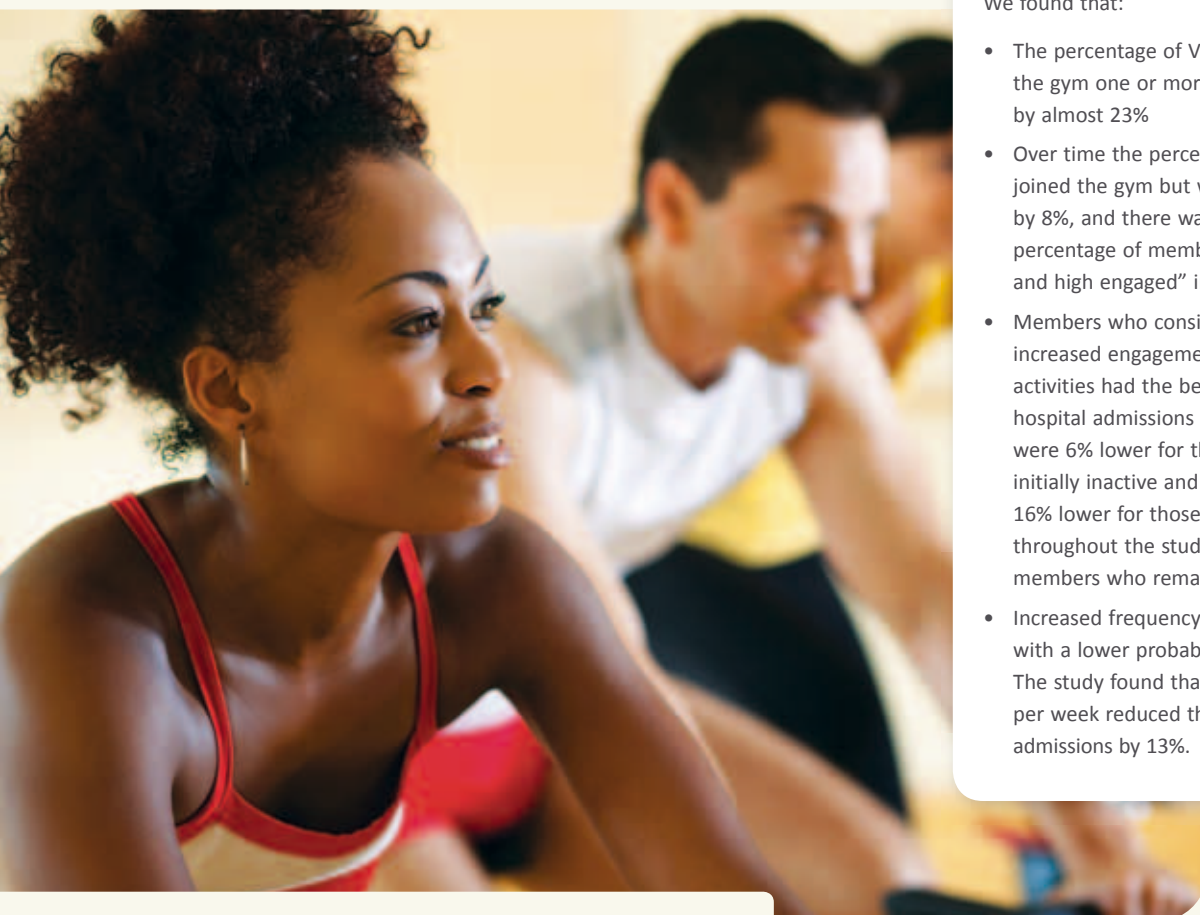 We found that:
• The percentage of V
the gym one or mor
by almost 23%
• Over time the perce
joined the gym but
by 8%, and there wa
percentage of memb
and high engaged” i
• Members who consi
increased engageme
activities had the be
hospital admissions
were 6% lower for th
initially inactive and
16% lower for those
throughout the stud
members who rema
• Increased frequency
with a lower probab
The study found tha
per week reduced th
admissions by 13%.